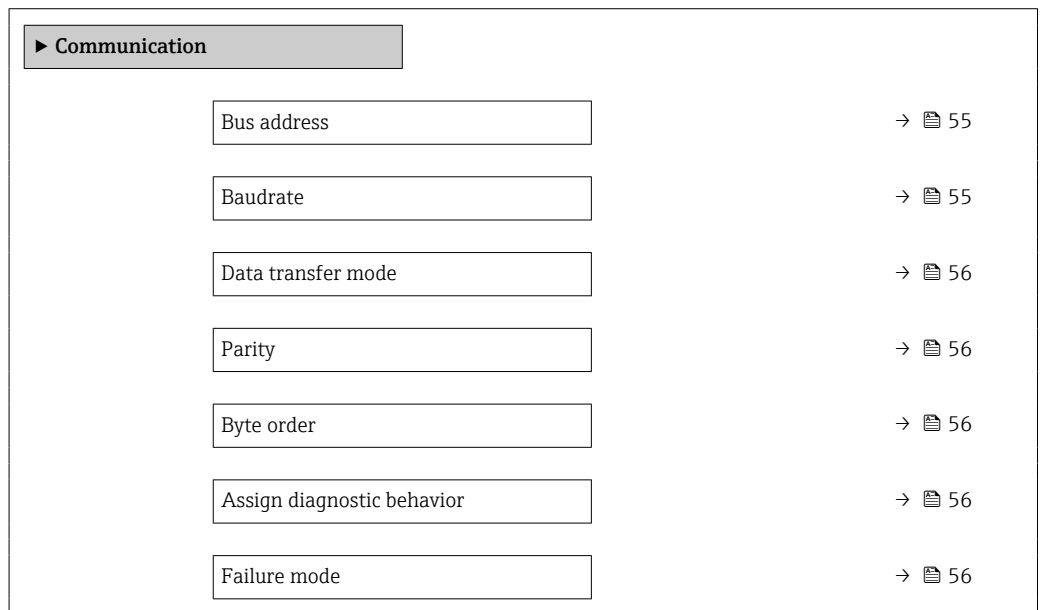 ▶ Communication
Bus address → 55
Baudrate → 55
Data transfer mode → 56
Parity → 56
Byte order → 56
Assign diagnostic behavior → 56
Failure mode → 56